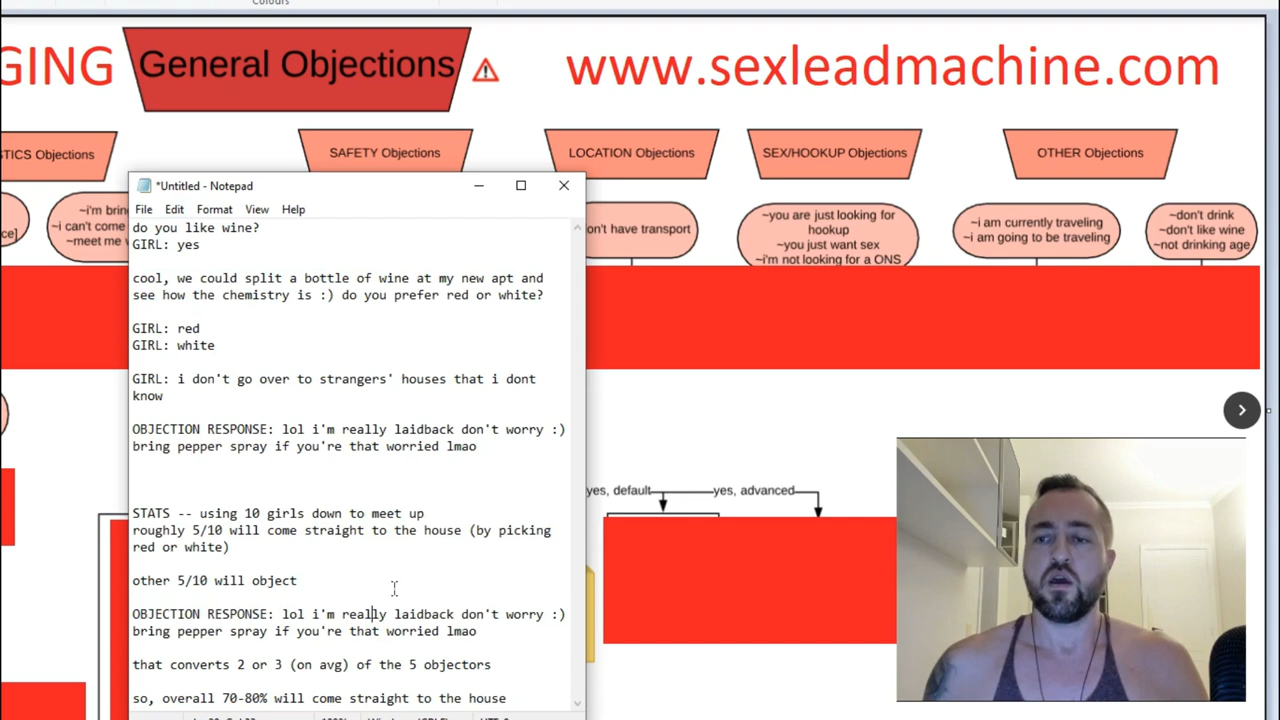 Colours
GING
General Objections
www.sexleadmachine.com
STICS Objections
SAFETY Objections
LOCATION Objections
SEX/HOOKUP Objections
OTHER Objections
ce]
~i'm brin
~i can't come
~meet me
on't have transport
~you are just looking for
hookup
~you just want sex
~i'm not looking for a ONS
~i am currently traveling
~i am going to be traveling
~don't drink
~don't like wine
~not drinking age
*Untitled - Notepad
File Edit Format View Help
do you like wine?
GIRL: yes
cool, we could split a bottle of wine at my new apt and
see how the chemistry is :) do you prefer red or white?
GIRL: red
GIRL: white
GIRL: i don't go over to strangers' houses that i dont
know
OBJECTION RESPONSE: lol i'm really laidback don't worry :)
bring pepper spray if you're that worried lmao
STATS -- using 10 girls down to meet up
roughly 5/10 will come straight to the house (by picking
red or white)
other 5/10 will object
OBJECTION RESPONSE: lol i'm really laidback don't worry :)
bring pepper spray if you're that worried lmao
that converts 2 or 3 (on avg) of the 5 objectors
so, overall 70-80% will come straight to the house
yes, default
yes, advanced